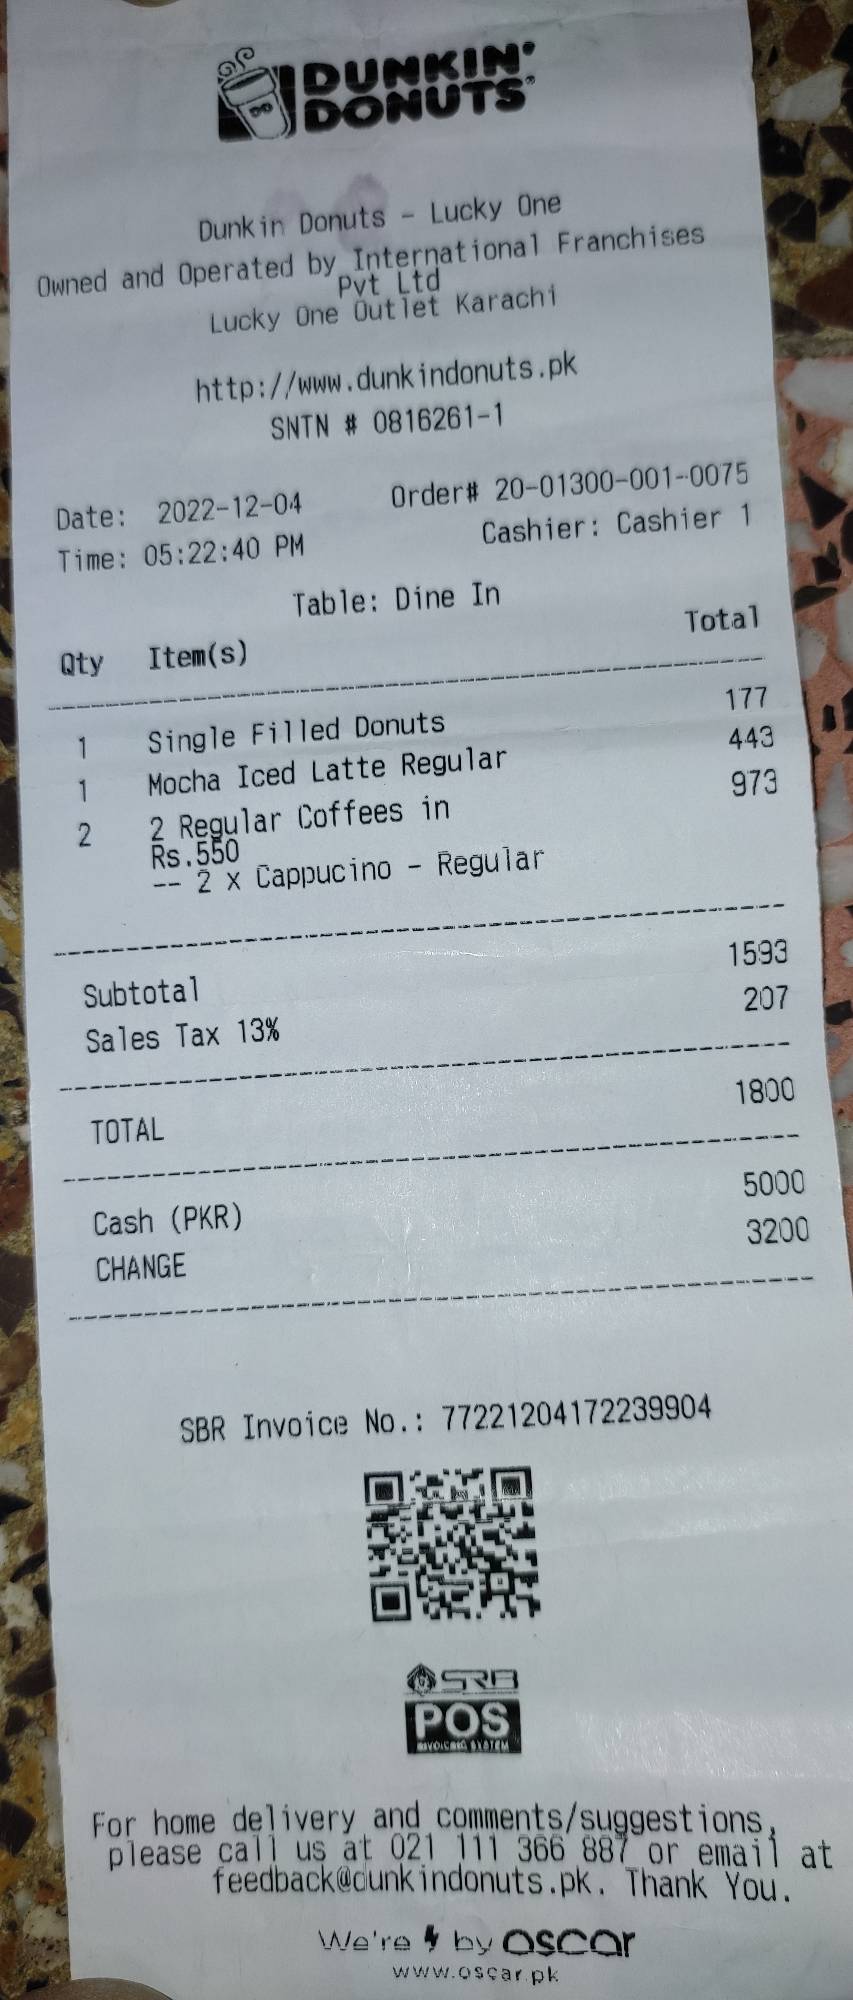 DUNKIN'
DONUTS
Dunkin Donuts - Lucky One
Owned and Operated by International Franchises
Pvt Ltd
Lucky One Outlet Karachi
http://www.dunkindonuts.pk
SNTN # 0816261-1
Date: 2022-12-04 Order# 20-01300-001-0075
Time: 05:22:40 PM Cashier: Cashier 1
Table: Dine In
Qty Item(s) Total
1 Single Filled Donuts 177
1 Mocha Iced Latte Regular 443
2 2 Regular Coffees in 973
Rs.550
-- 2 x Cappucino - Regular
Subtotal 1593
Sales Tax 13% 207
TOTAL 1800
Cash (PKR) 5000
CHANGE 3200
SBR Invoice No.: 77221204172239904
SRB
POS
INVOICING SYSTEM
For home delivery and comments/suggestions,
please call us at 021 111 366 887 or email at
feedback@dunkindonuts.pk. Thank You.
We're by oscar
www.oscar.pk